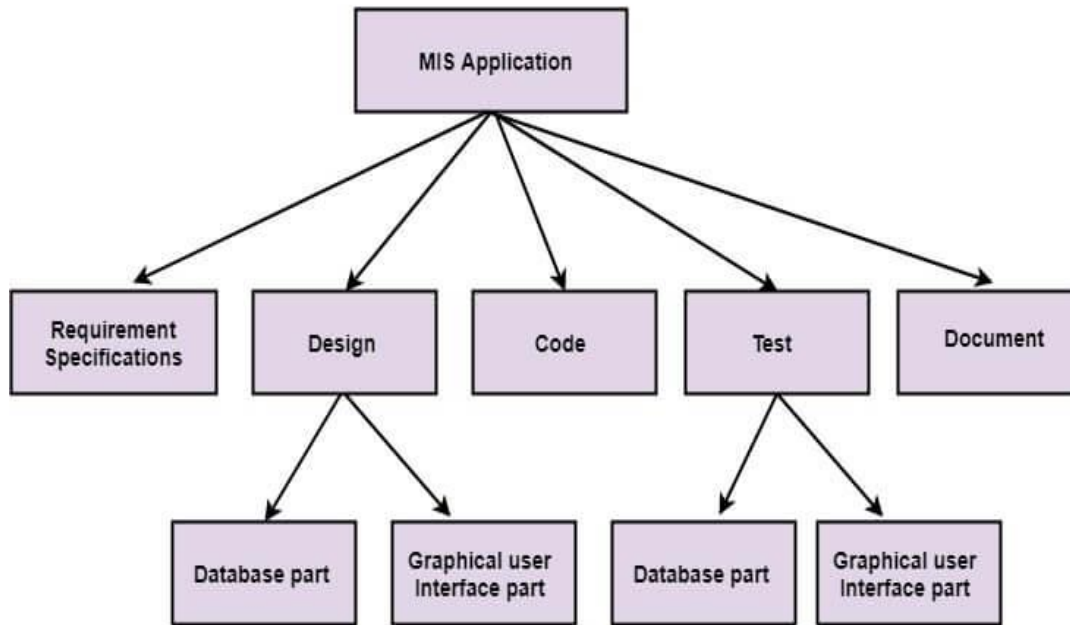 MIS Application
Requirement
Specifications
Design
Code
Test
Document
Database part
Graphical user
Interface part
Database part
Graphical user
Interface part